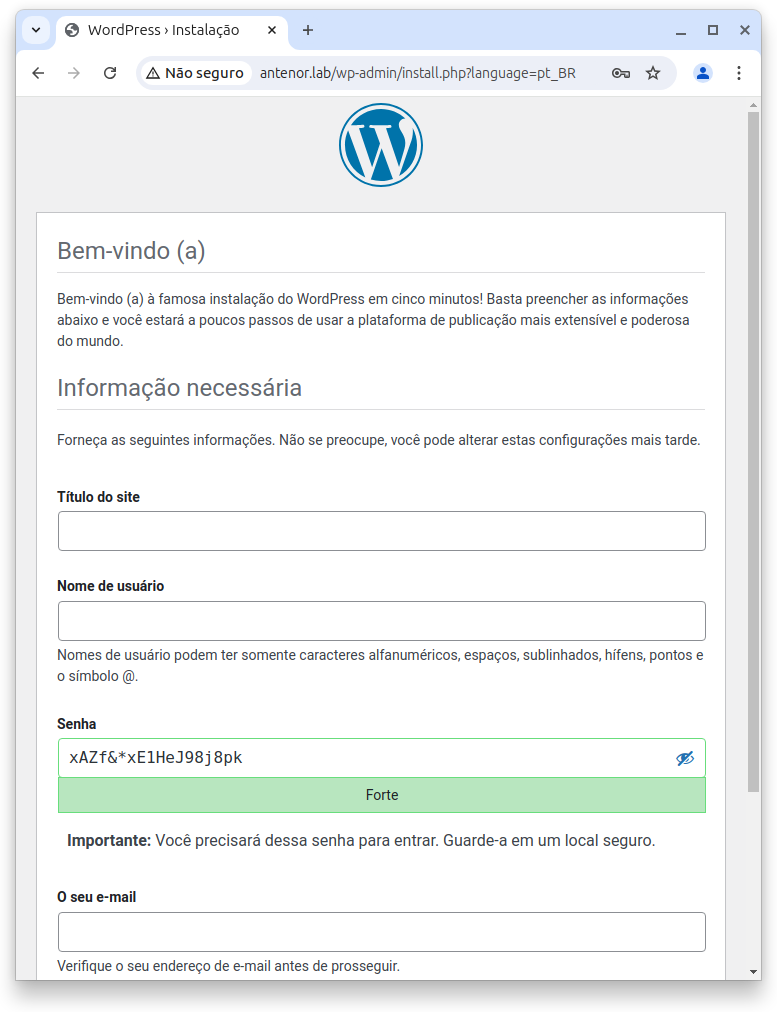 WordPress › Instalação
Não seguro antenor.lab/wp-admin/install.php?language=pt_BR
Bem-vindo (a)
Bem-vindo (a) à famosa instalação do WordPress em cinco minutos! Basta preencher as informações
abaixo e você estará a poucos passos de usar a plataforma de publicação mais extensível e poderosa
do mundo.
Informação necessária
Forneça as seguintes informações. Não se preocupe, você pode alterar estas configurações mais tarde.
Título do site
Nome de usuário
Nomes de usuário podem ter somente caracteres alfanuméricos, espaços, sublinhados, hífens, pontos e
o símbolo @.
Senha
xAZf&*xE1HeJ98j8pk
Forte
Importante: Você precisará dessa senha para entrar. Guarde-a em um local seguro.
O seu e-mail
Verifique o seu endereço de e-mail antes de prosseguir.